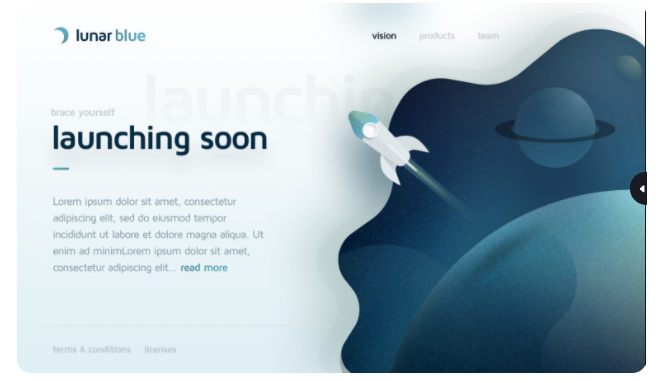 lunar blue
vision products team
launching
brace yourself
launching soon
Lorem ipsum dolor sit amet, consectetur
adipiscing elit, sed do eiusmod tempor
incididunt ut labore et dolore magna aliqua. Ut
enim ad minimLorem ipsum dolor sit amet,
consectetur adipiscing elit... read more
terms & conditions licenses